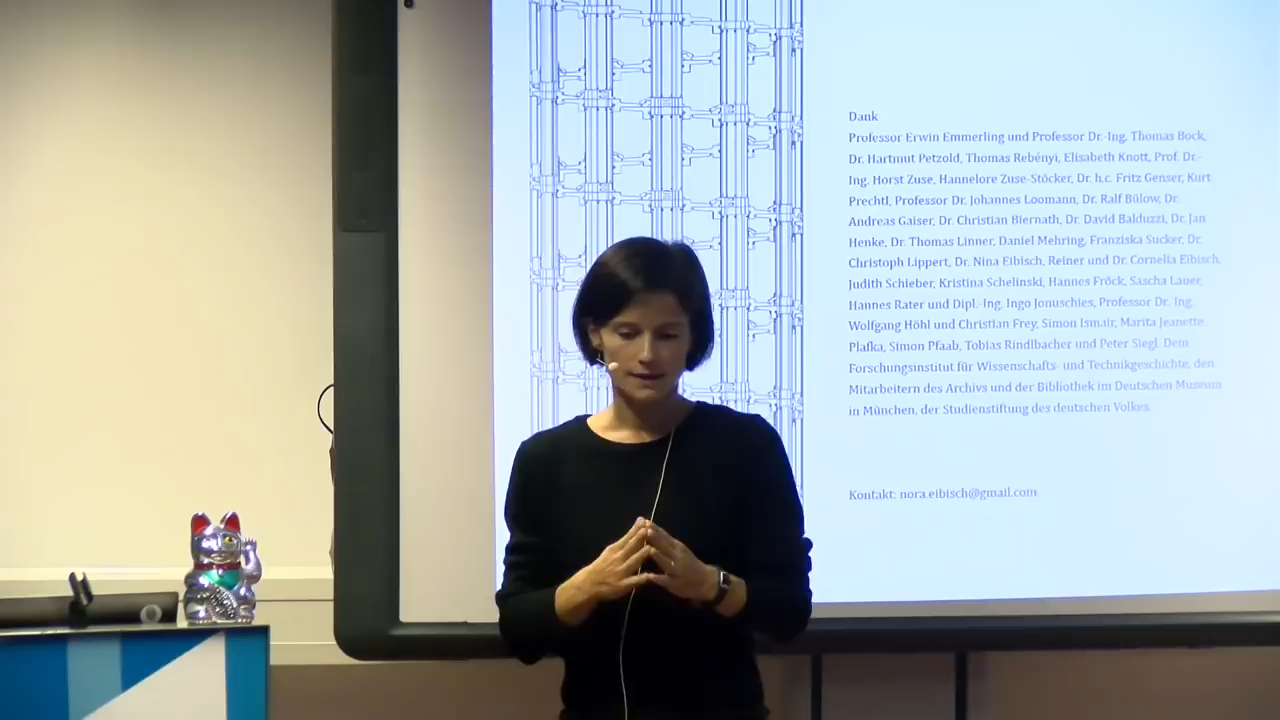 Dank
Professor Erwin Emmerling und Professor Dr.-Ing. Thomas Bock,
Dr. Hartmut Petzold, Thomas Rebényi, Elisabeth Knott, Prof. Dr.-
Ing. Horst Zuse, Hannelore Zuse-Stöcker, Dr. h.c. Fritz Genser, Kurt
Prechtl, Professor Dr. Johannes Loomann, Dr. Ralf Bülow, Dr.
Andreas Gaiser, Dr. Christian Biernath, Dr. David Balduzzi, Dr. Jan
Henke, Dr. Thomas Linner, Daniel Mehring, Franziska Sucker, Dr.
Christoph Lippert, Dr. Nina Eibisch, Reiner und Dr. Cornelia Eibisch,
Judith Schieber, Kristina Schelinski, Hannes Fröck, Sascha Lauer,
Hannes Rater und Dipl.-Ing. Ingo Jonuschies, Professor Dr. Ing.
Wolfgang Höhl und Christian Frey, Simon Ismair, Marita Jeanette
Plafka, Simon Pfaab, Tobias Rindlbacher und Peter Siegl. Dem
Forschungsinstitut für Wissenschafts- und Technikgeschichte, den
Mitarbeitern des Archivs und der Bibliothek im Deutschen Museum
in München, der Studienstiftung des deutschen Volkes.
Kontakt: nora.eibisch@gmail.com